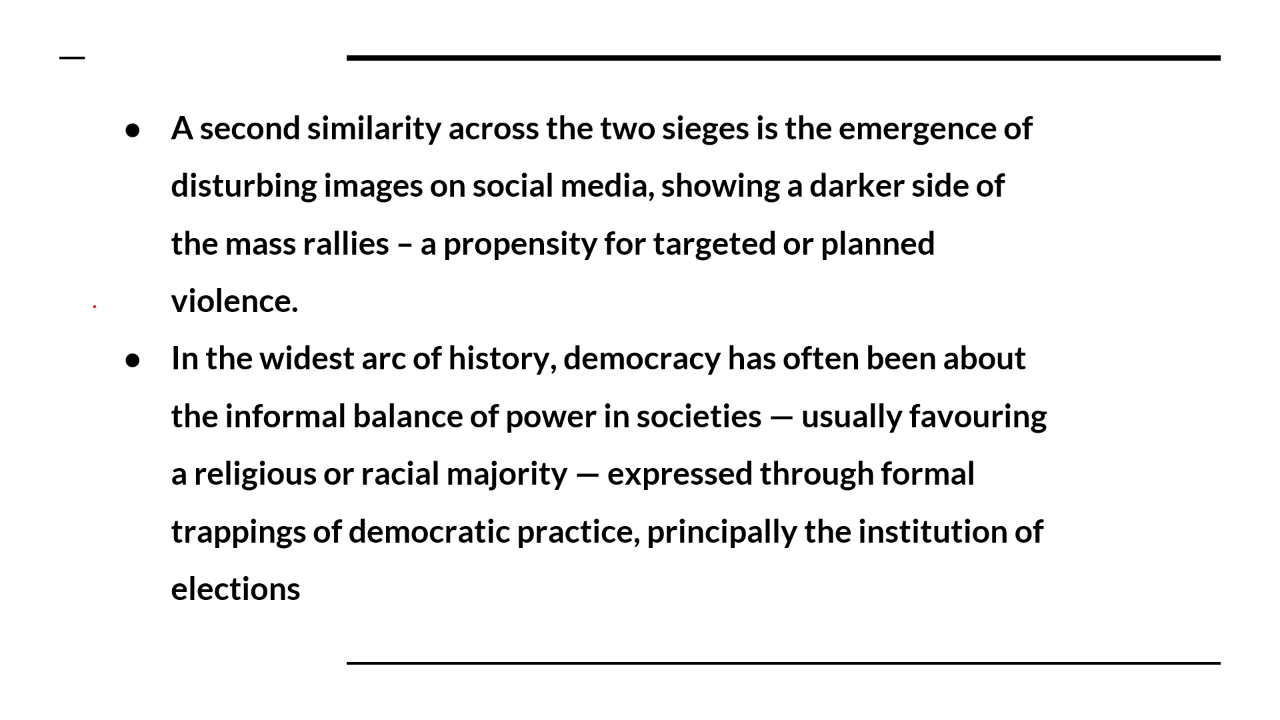 ● A second similarity across the two sieges is the emergence of
disturbing images on social media, showing a darker side of
the mass rallies – a propensity for targeted or planned
violence.
● In the widest arc of history, democracy has often been about
the informal balance of power in societies — usually favouring
a religious or racial majority — expressed through formal
trappings of democratic practice, principally the institution of
elections